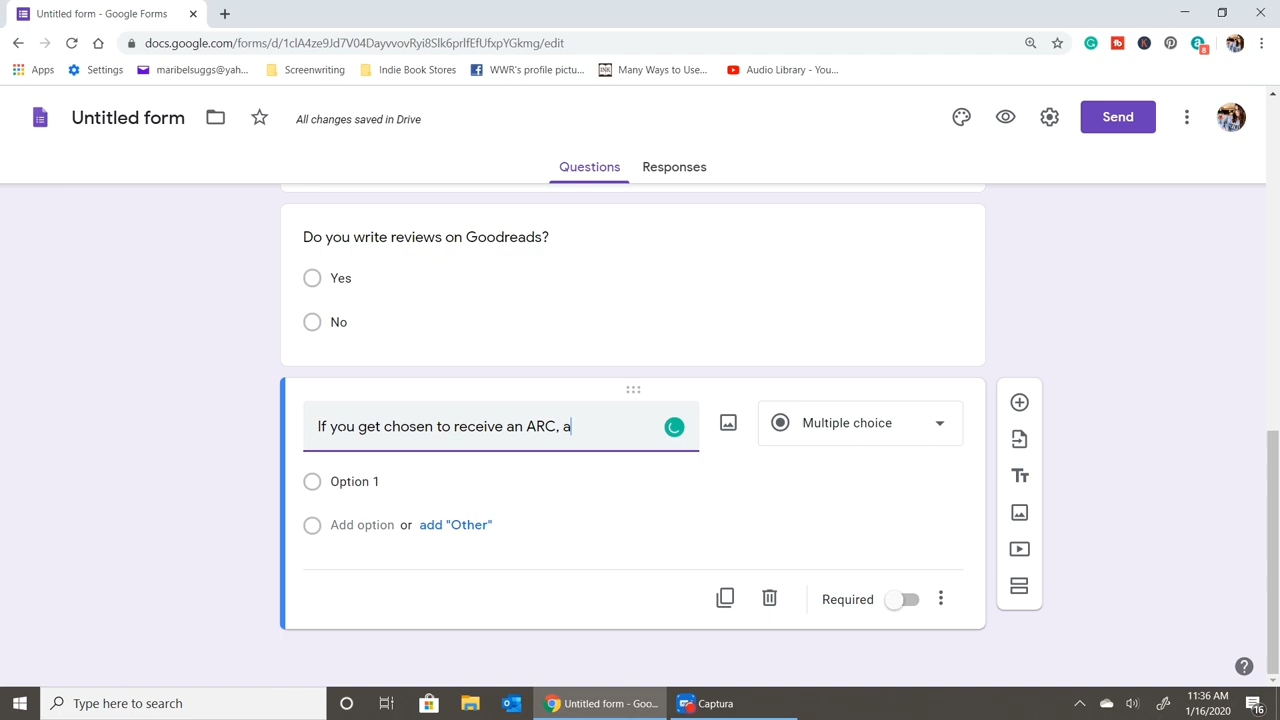 Untitled form - Google Forms
docs.google.com/forms/d/1clA4ze9Jd7V04DayvvovRyi8Slk6prlfEfUfxpYGkmg/edit
8
Apps
Settings
maribelsuggs@yah...
Screenwriting
Indie Book Stores
WWR's profile pictu...
INK
Many Ways to Use...
Audio Library - You...
Untitled form
All changes saved in Drive
Send
Questions
Responses
Do you write reviews on Goodreads?
Yes
No
If you get chosen to receive an ARC, a
Multiple choice
Option 1
Add option or add "Other"
Required
Type here to search
Untitled form - Goo...
Captura
11:36 AM
1/16/2020
16